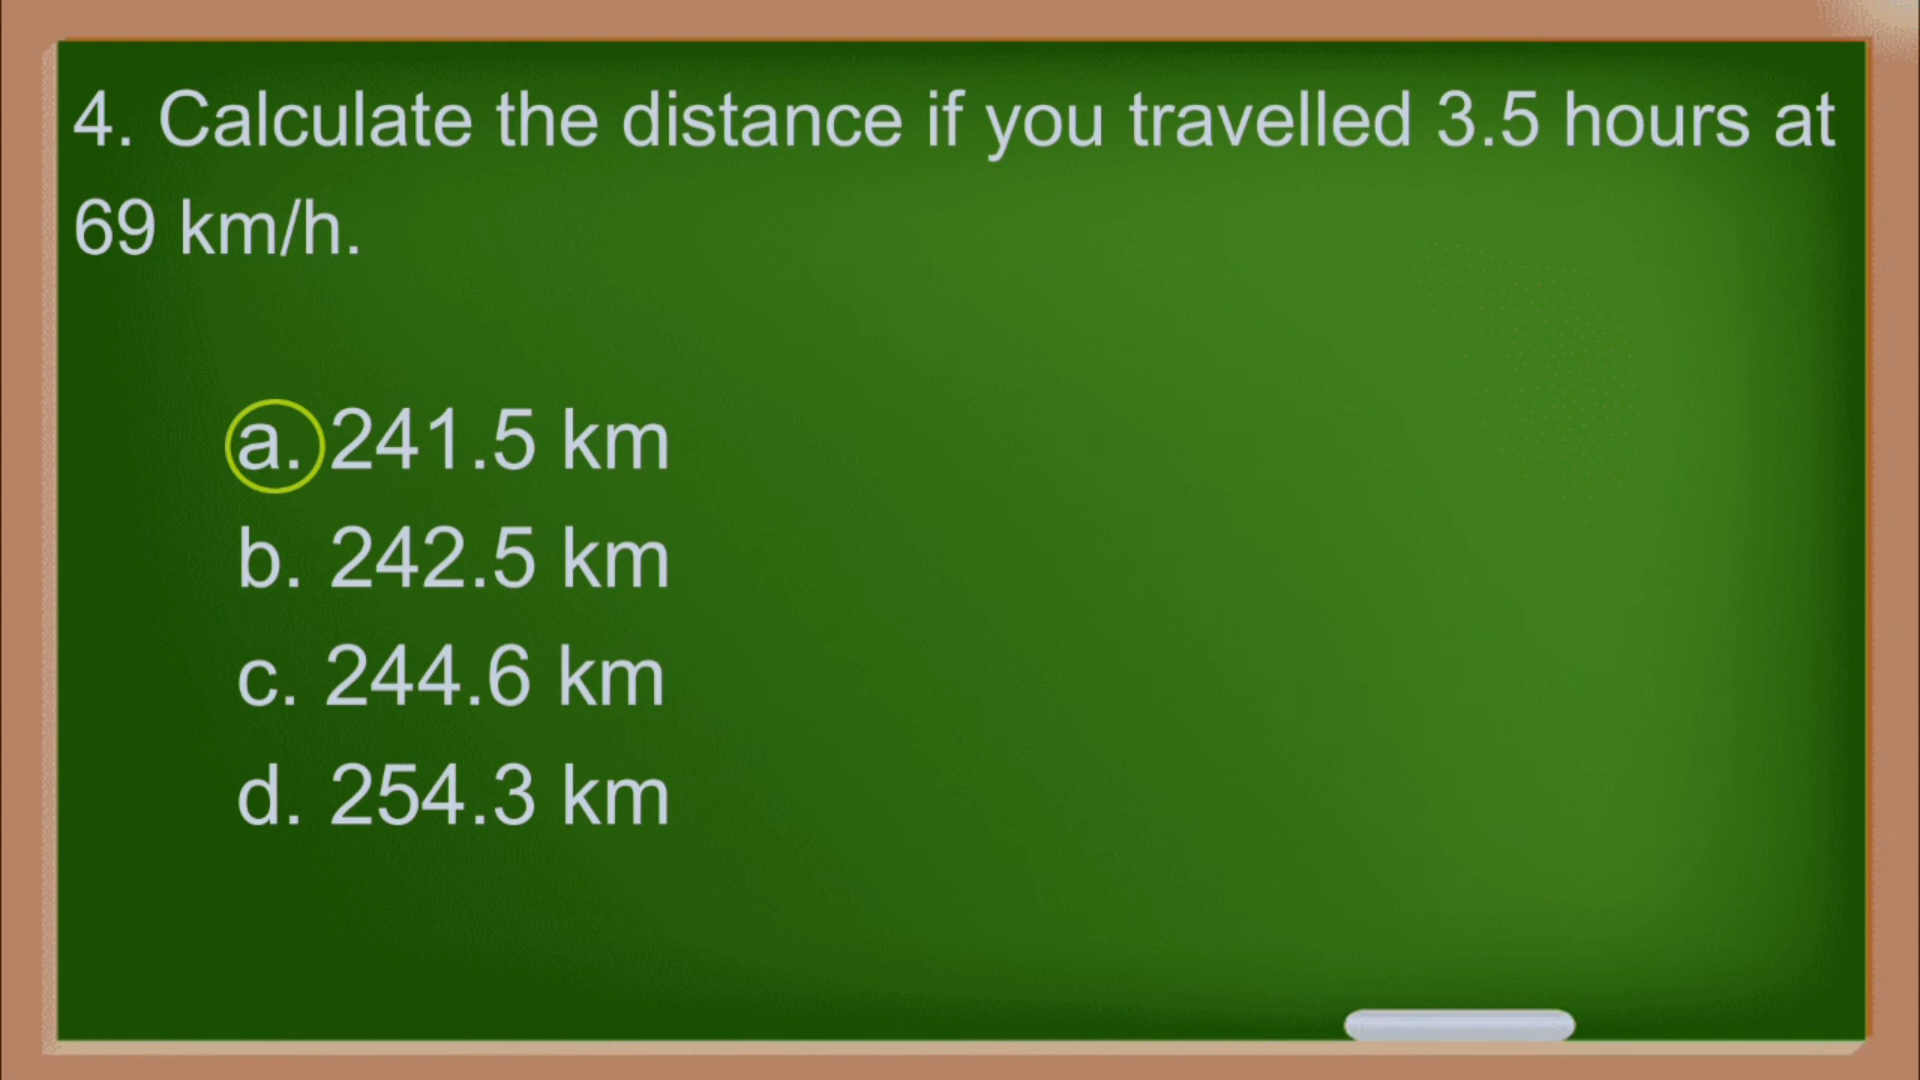 4. Calculate the distance if you travelled 3.5 hours at
69 km/h.
a. 241.5 km
b. 242.5 km
c. 244.6 km
d. 254.3 km